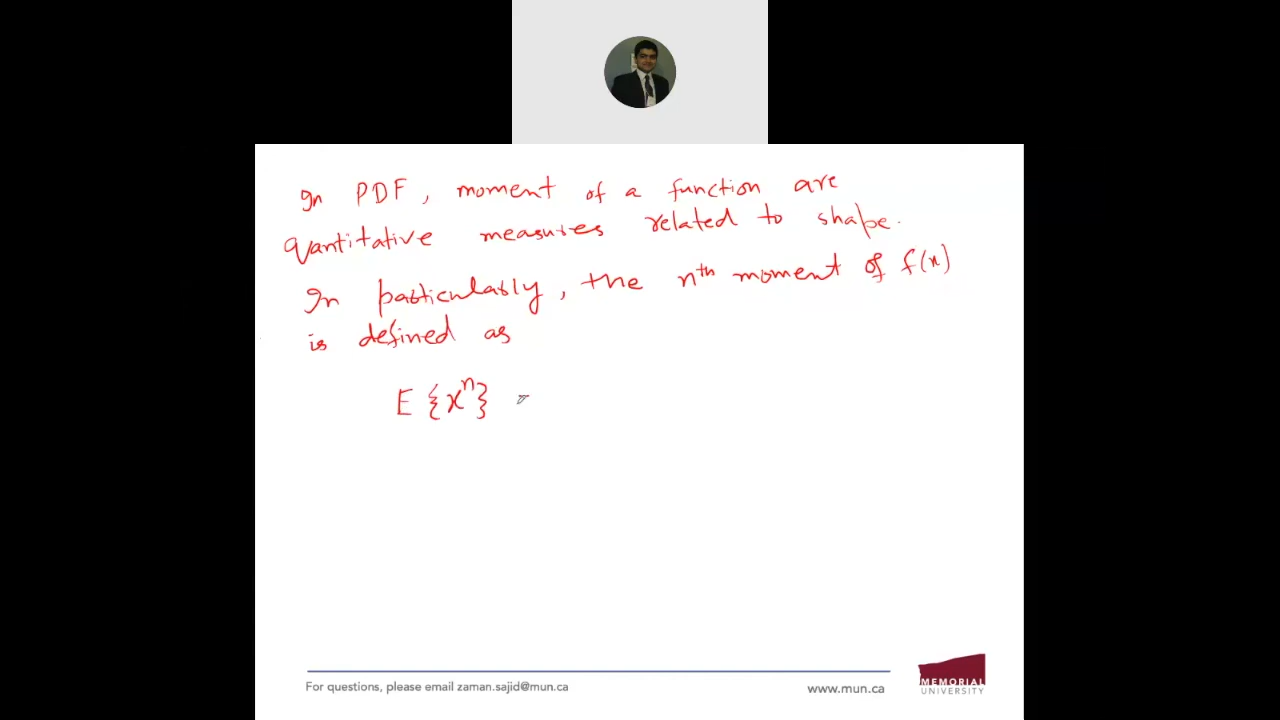 In PDF, moment of a function are
quantitative measures related to shape.
In particularly, the nth moment of f(x)
is defined as
E {xⁿ}
For questions, please email zaman.sajid@mun.ca
www.mun.ca
MEMORIAL
UNIVERSITY